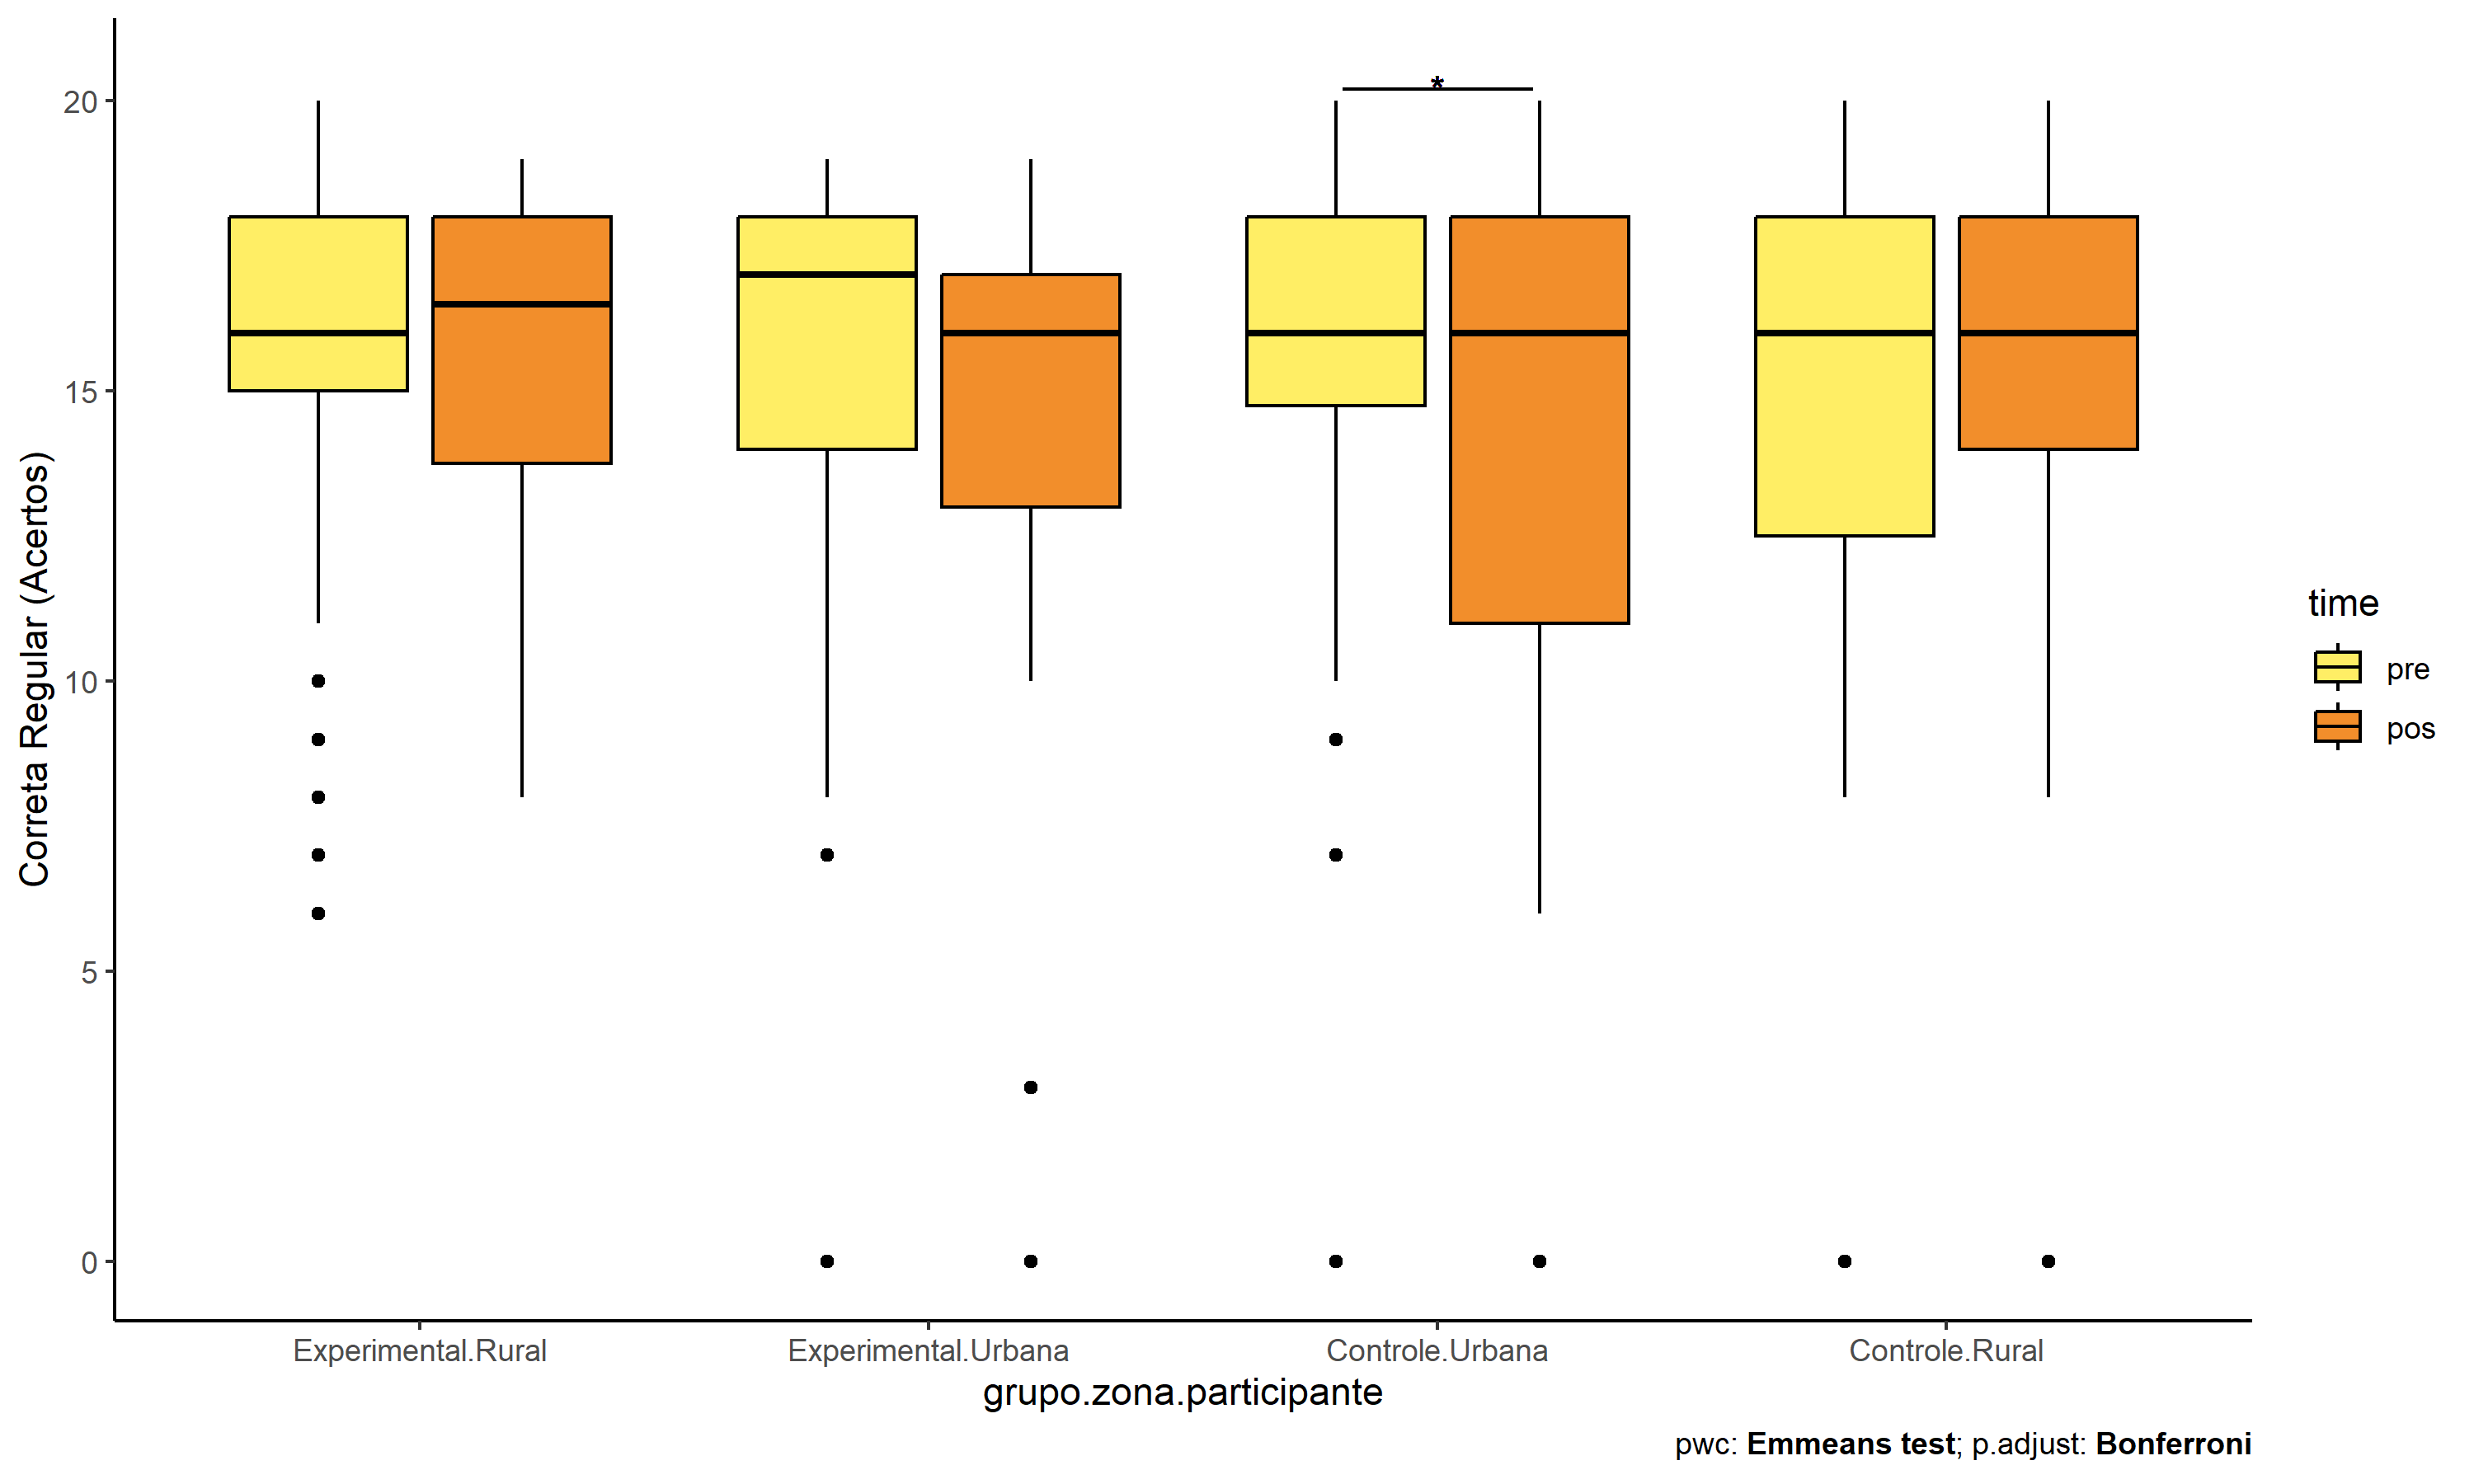 *
20
15
10
5
0
Correta Regular (Acertos)
Experimental.Rural
Experimental.Urbana
Controle.Urbana
Controle.Rural
grupo.zona.participante
time
pre
pos
pwc: Emmeans test; p.adjust: Bonferroni